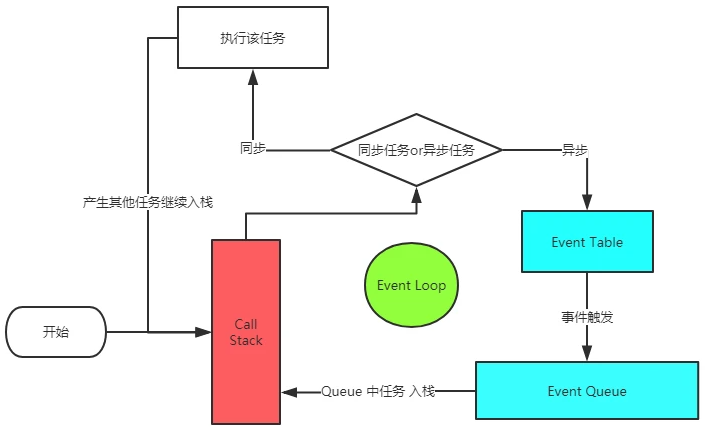 执行该任务
同步
同步任务or异步任务
异步
产生其他任务继续入栈
Event Table
Event Loop
事件触发
开始
Call
Stack
Queue 中任务 入栈
Event Queue